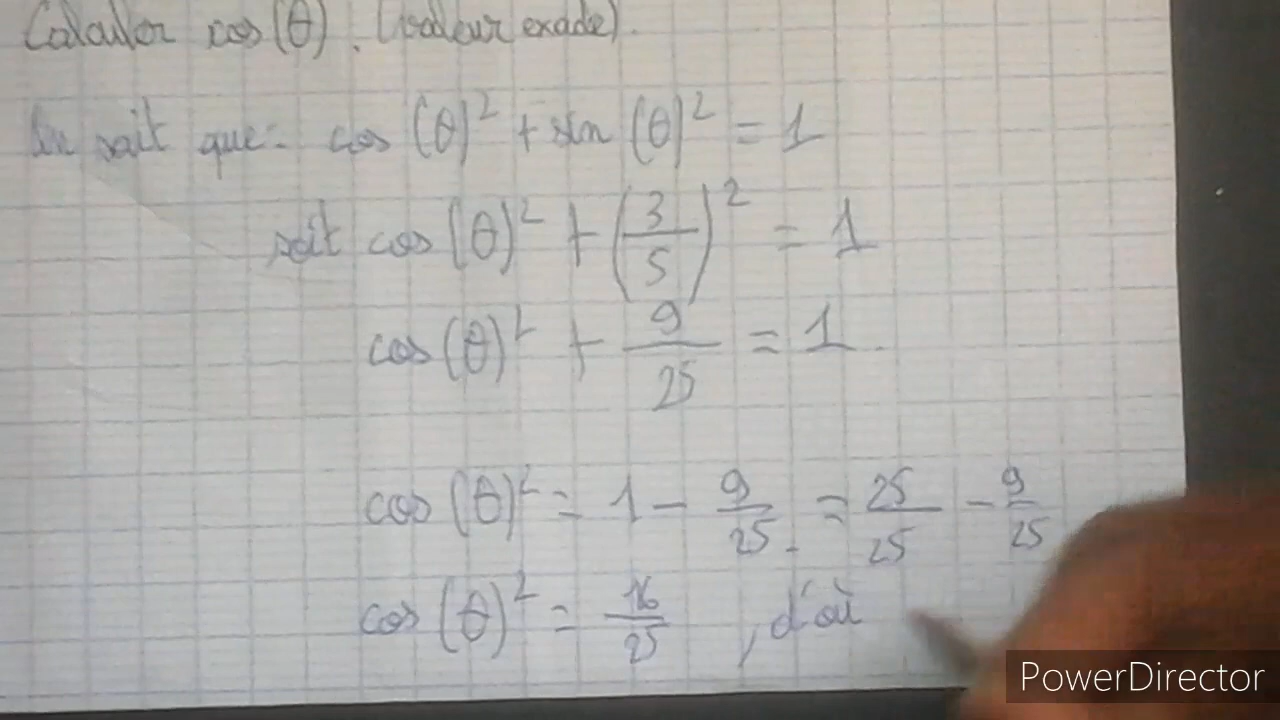 Calculer cos(θ). (valeur exacte).
On sait que: cos (θ)² + sin (θ)² = 1
soit cos (θ)² + (3/5)² = 1
cos (θ)² + 9/25 = 1.
cos (θ)² = 1 - 9/25. = 25/25 - 9/25
cos (θ)² = 16/25 , d'où
PowerDirector